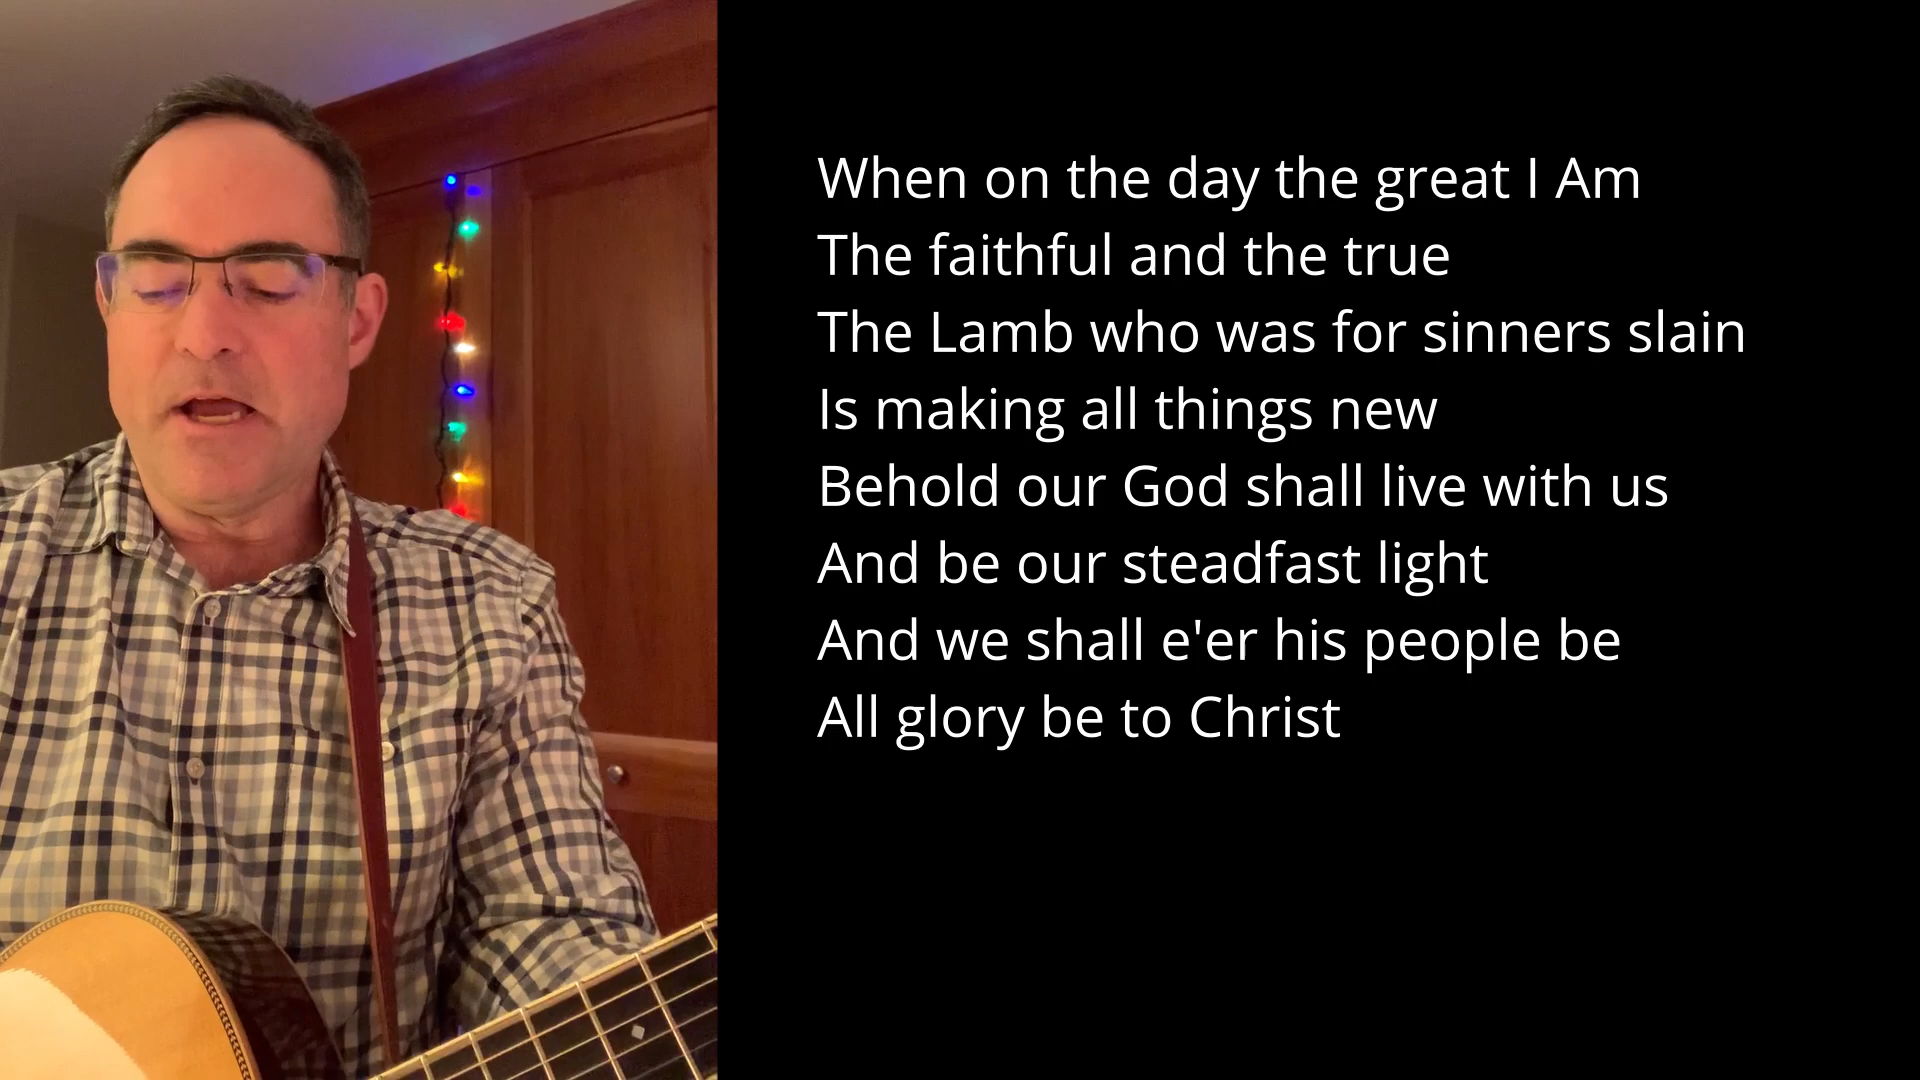 When on the day the great I Am
The faithful and the true
The Lamb who was for sinners slain
Is making all things new
Behold our God shall live with us
And be our steadfast light
And we shall e'er his people be
All glory be to Christ